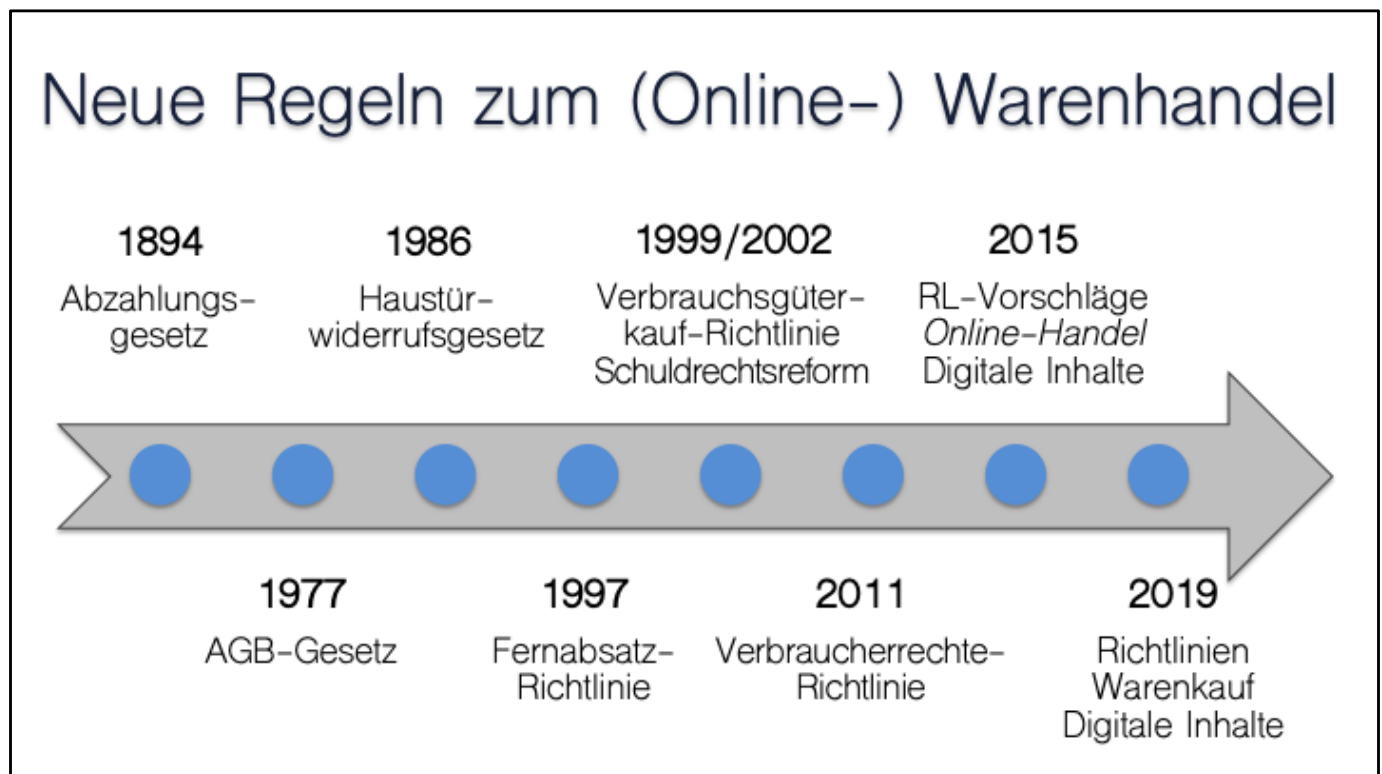 Neue Regeln zum (Online-) Warenhandel
1894
Abzahlungs-
gesetz
1986
Haustür-
widerrufsgesetz
1999/2002
Verbrauchsgüter-
kauf-Richtlinie
Schuldrechtsreform
2015
RL-Vorschläge
Online-Handel
Digitale Inhalte
1977
AGB-Gesetz
1997
Fernabsatz-
Richtlinie
2011
Verbraucherrechte-
Richtlinie
2019
Richtlinien
Warenkauf
Digitale Inhalte